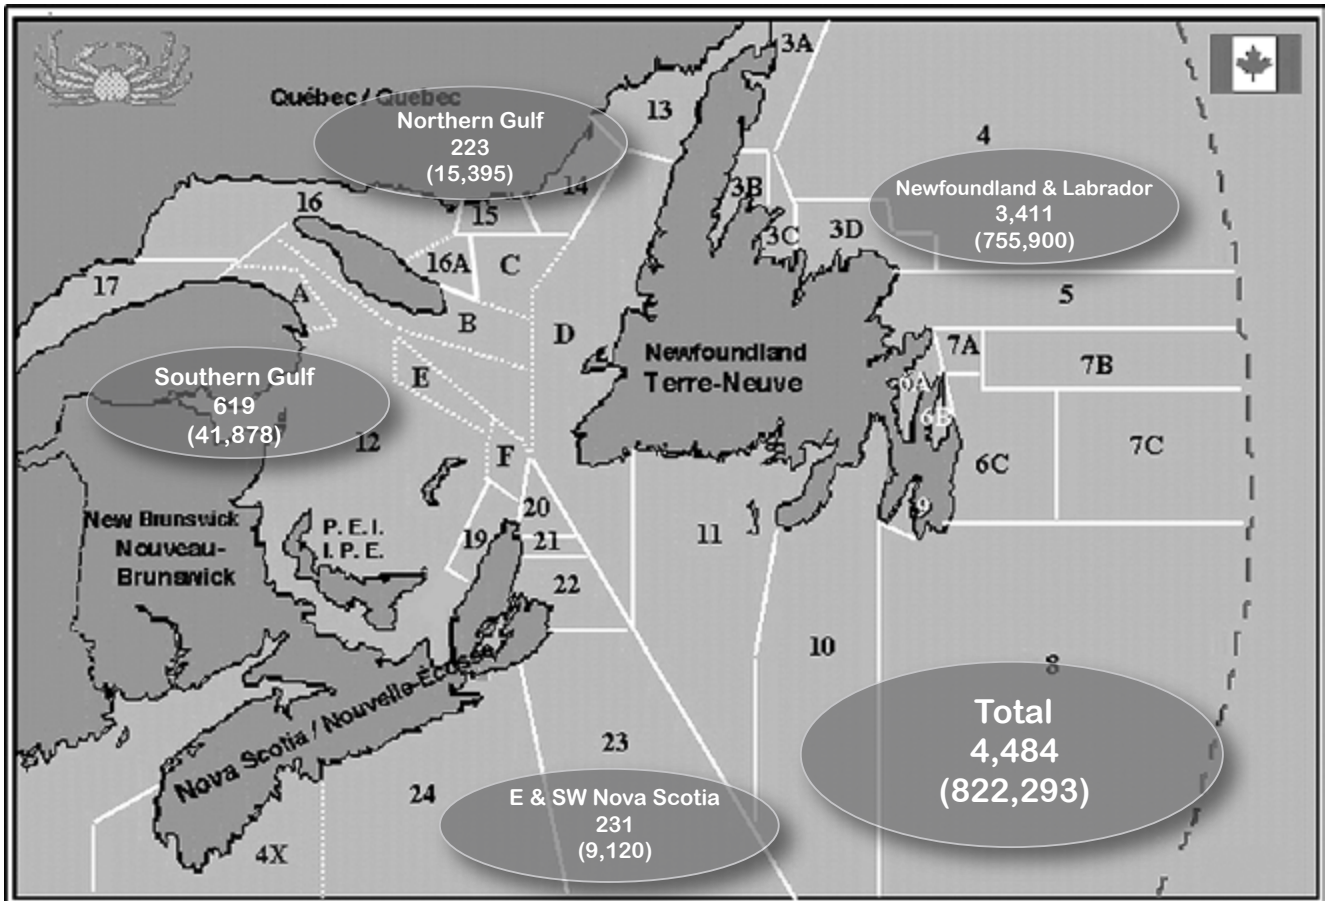 3A
Québec / Quebec
13
Northern Gulf
223
(15,395)
4
14
Newfoundland & Labrador
3,411
(755,900)
3B
16
15
3C
3D
16A
C
17
A
5
B
D
7A
Newfoundland
Terre-Neuve
7B
E
6A
Southern Gulf
619
(41,878)
6B
12
F
6C
7C
20
9
New Brunswick
Nouveau-
Brunswick
P.E.I.
I.P.E.
19
21
11
22
10
8
Nova Scotia / Nouvelle-Écosse
Total
4,484
(822,293)
23
24
E & SW Nova Scotia
231
(9,120)
4X